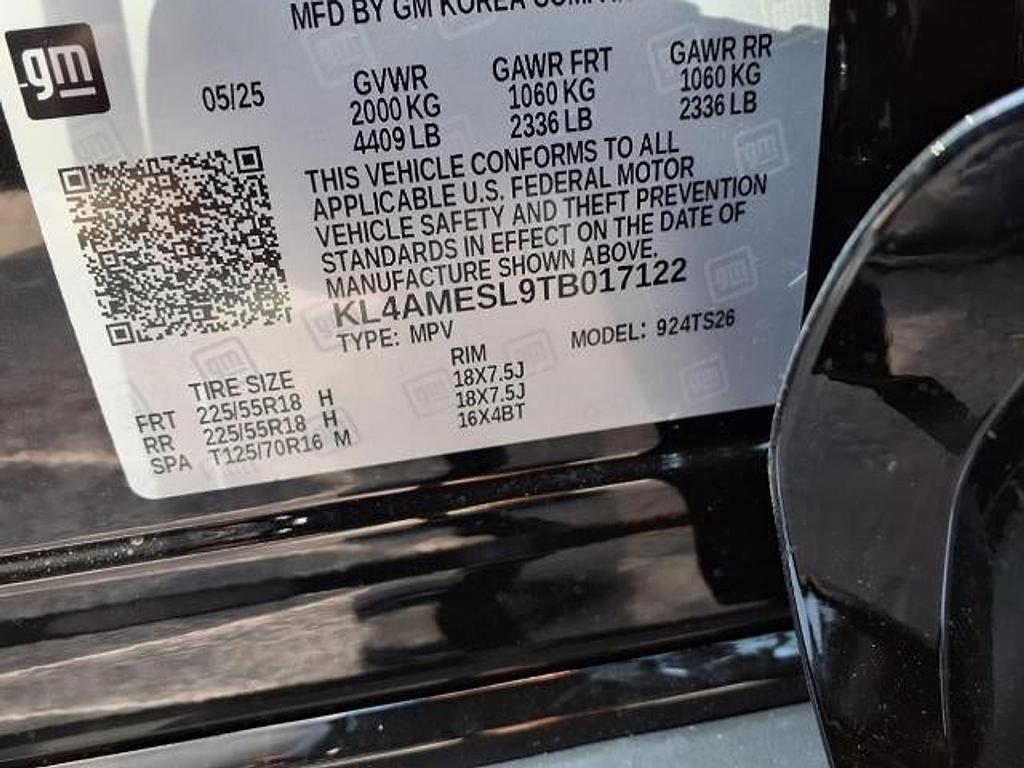 MFD BY GM KOREA
gm
05/25
GVWR
2000 KG
4409 LB
GAWR FRT
1060 KG
2336 LB
GAWR RR
1060 KG
2336 LB
THIS VEHICLE CONFORMS TO ALL
APPLICABLE U.S. FEDERAL MOTOR
VEHICLE SAFETY AND THEFT PREVENTION
STANDARDS IN EFFECT ON THE DATE OF
MANUFACTURE SHOWN ABOVE.
KL4AMESL9TB017122
TYPE: MPV MODEL: 924TS26
TIRE SIZE RIM
FRT 225/55R18 H 18X7.5J
RR 225/55R18 H 18X7.5J
SPA T125/70R16 M 16X4BT